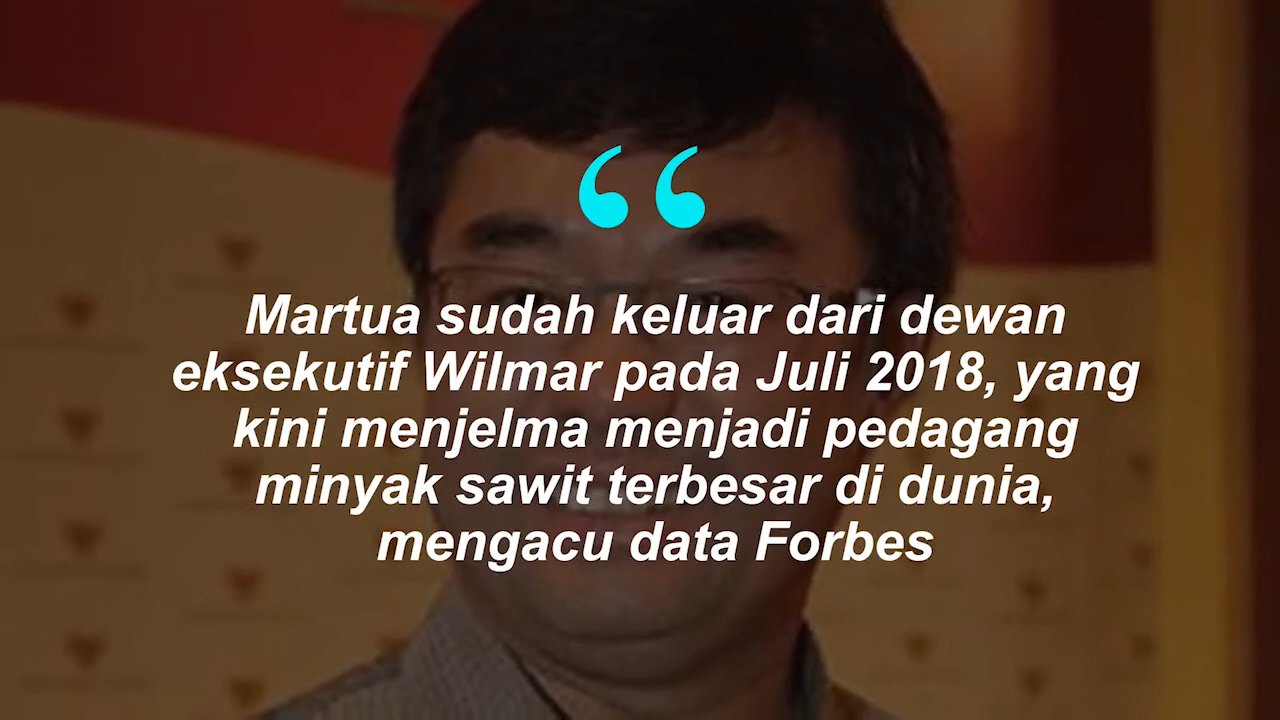 “
Martua sudah keluar dari dewan
eksekutif Wilmar pada Juli 2018, yang
kini menjelma menjadi pedagang
minyak sawit terbesar di dunia,
mengacu data Forbes